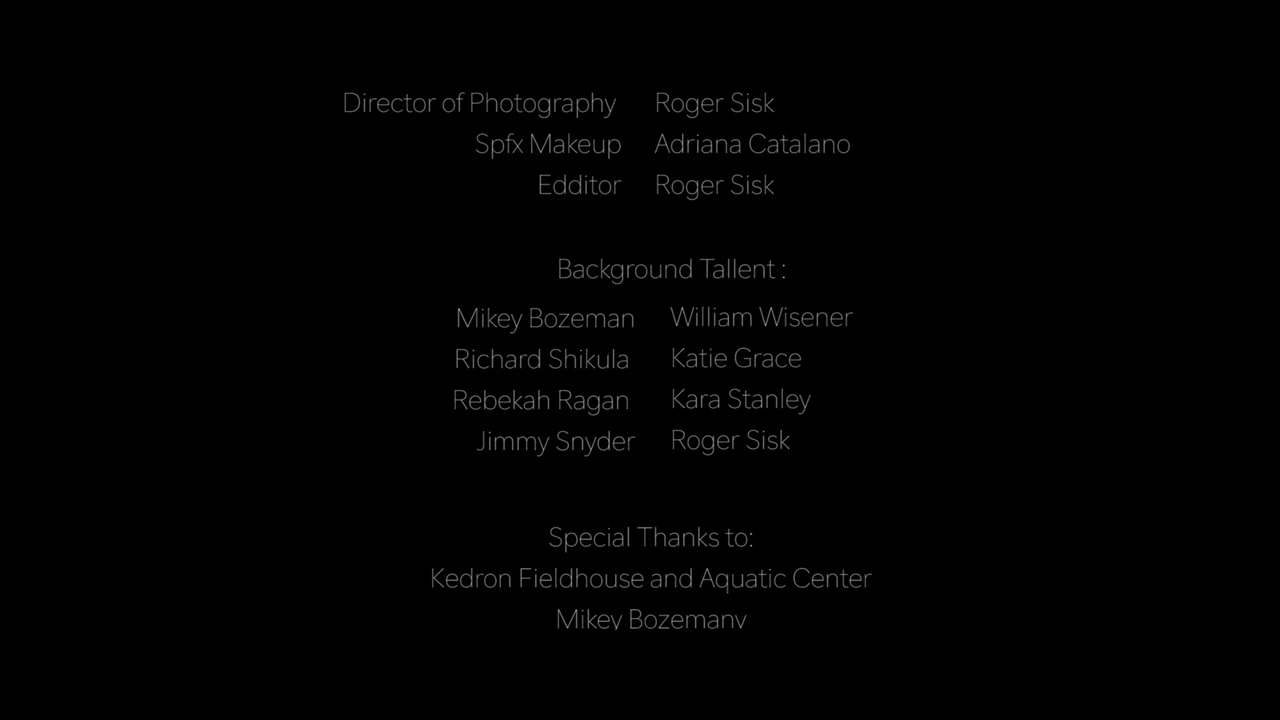 Director of Photography Roger Sisk
Spfx Makeup Adriana Catalano
Edditor Roger Sisk
Background Tallent :
Mikey Bozeman William Wisener
Richard Shikula Katie Grace
Rebekah Ragan Kara Stanley
Jimmy Snyder Roger Sisk
Special Thanks to:
Kedron Fieldhouse and Aquatic Center
Mikey Bozemany